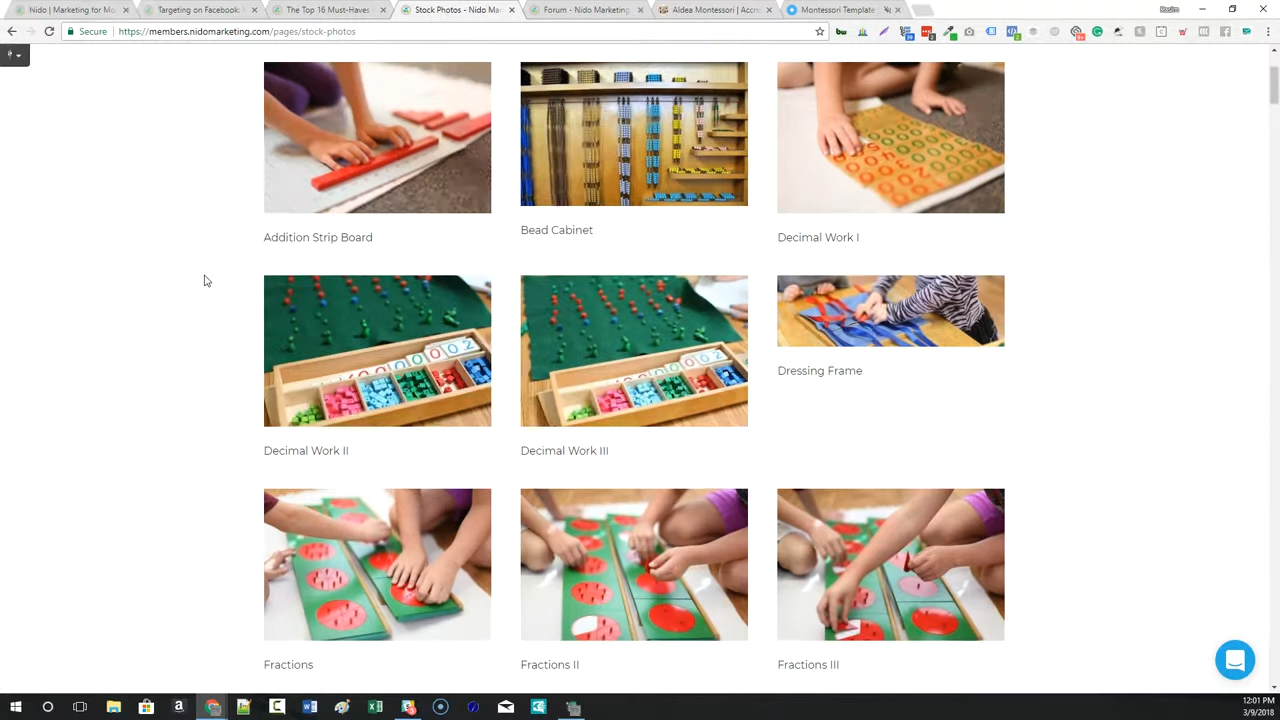 Nido | Marketing for Mo
Targeting on Facebook:
The Top 16 Must-Haves
Stock Photos - Nido Ma
Forum - Nido Marketing
Aldea Montessori | Accr
Montessori Template
Secure
https://members.nidomarketing.com/pages/stock-photos
Addition Strip Board
Bead Cabinet
Decimal Work I
Decimal Work II
Decimal Work III
Dressing Frame
Fractions
Fractions II
Fractions III
12:01 PM
3/9/2018